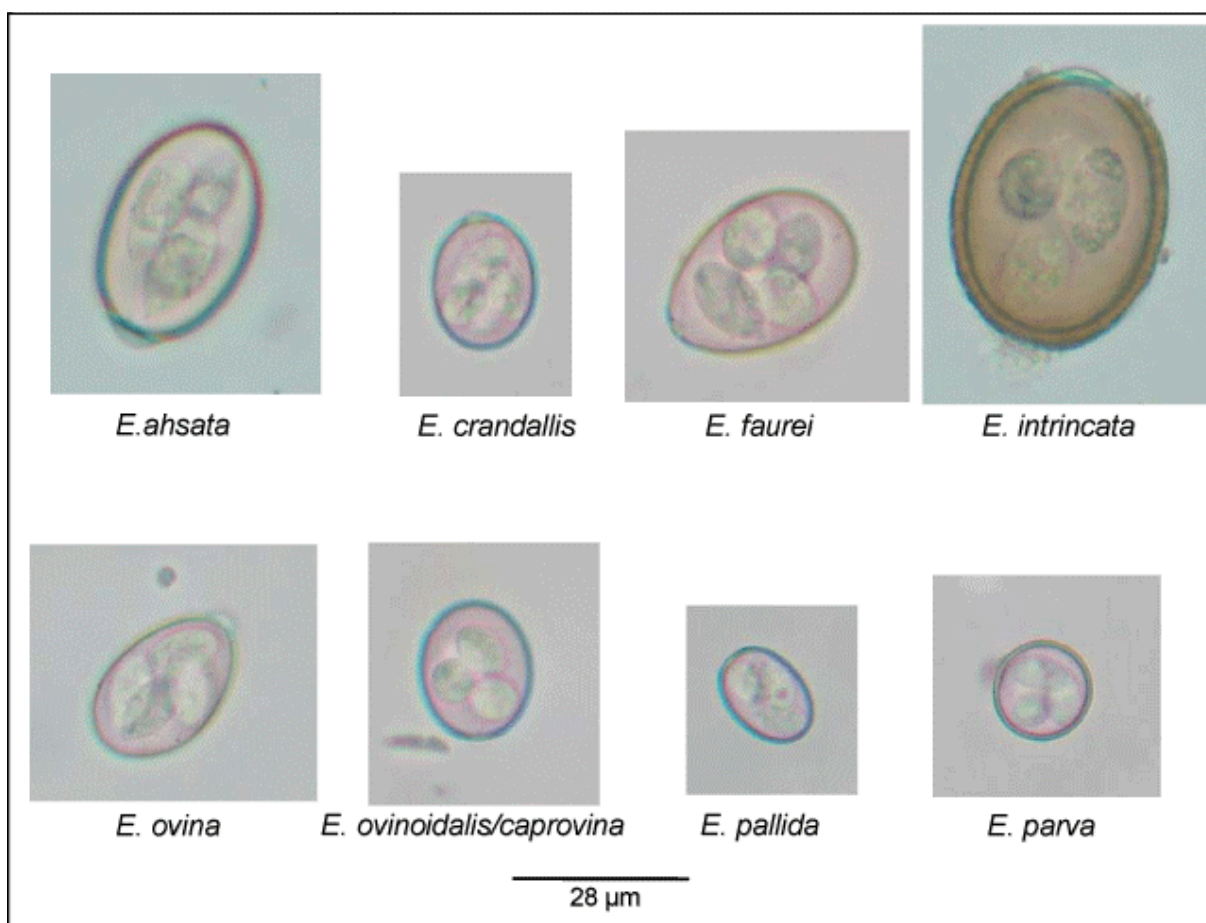 E.ahsata
E. crandallis
E. faurei
E. intrincata
E. ovina
E. ovinoidalis/caprovina
E. pallida
E. parva
28 µm